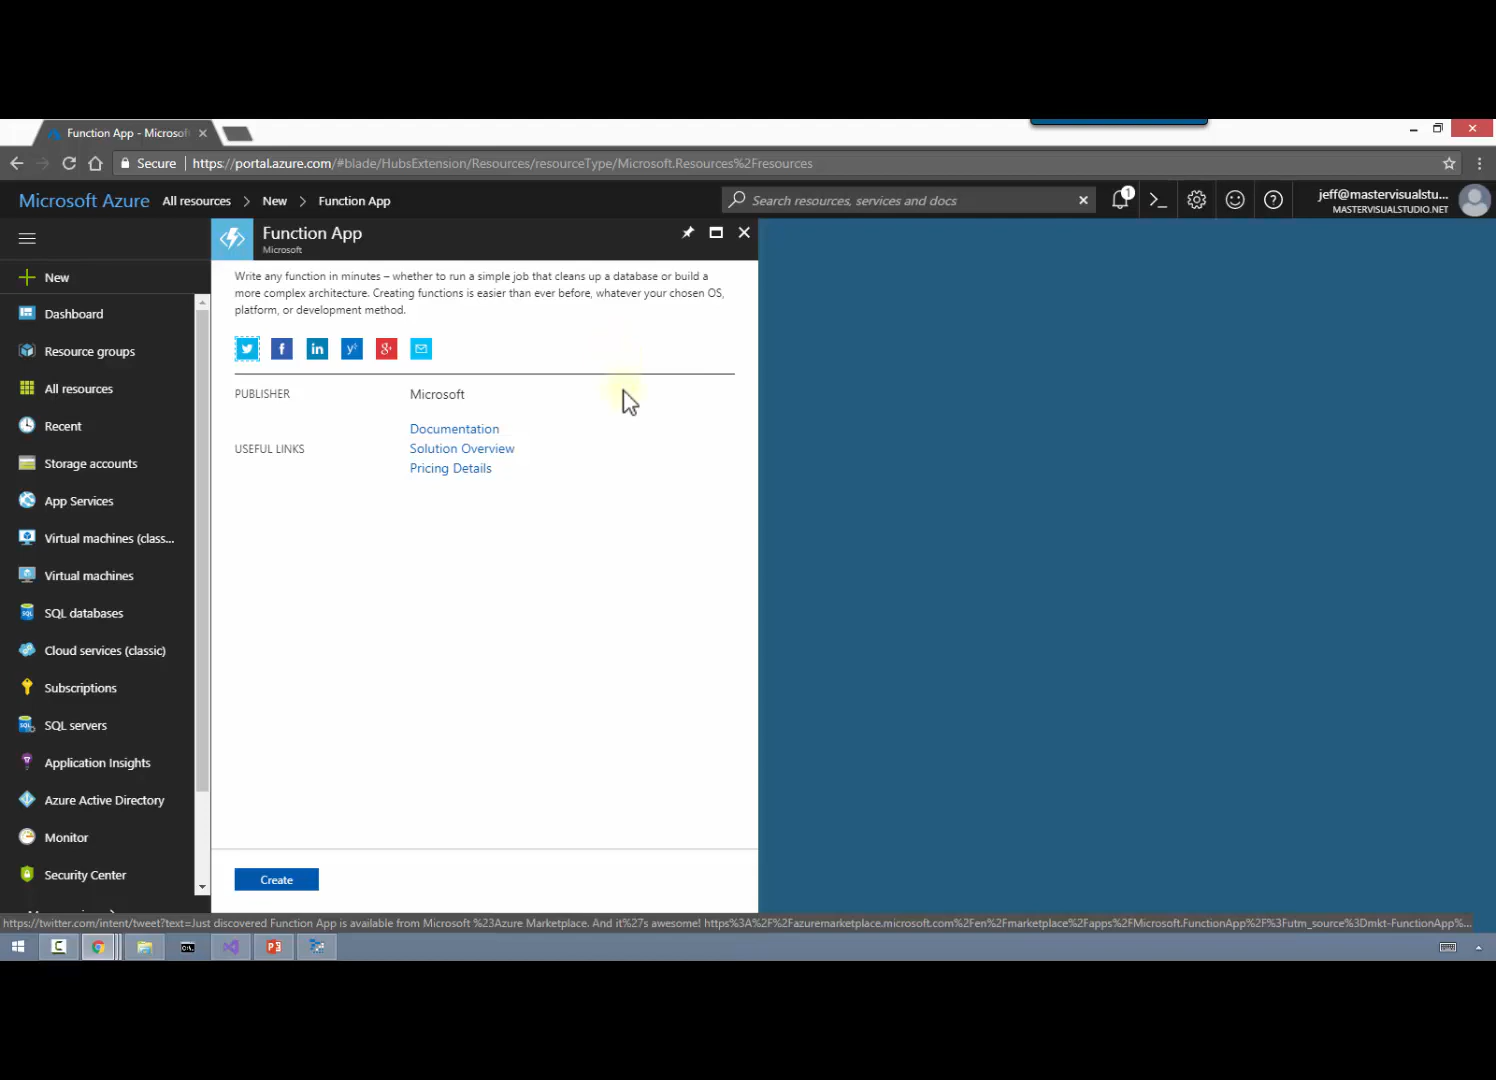 Function App - Microsof
Secure https://portal.azure.com/#blade/HubsExtension/Resources/resourceType/Microsoft.Resources%2Fresources
Microsoft Azure All resources > New > Function App
Search resources, services and docs
1
jeff@mastervisualstu...
MASTERVISUALSTUDIO.NET
New
Dashboard
Resource groups
All resources
Recent
Storage accounts
App Services
Virtual machines (class...
Virtual machines
SQL databases
Cloud services (classic)
Subscriptions
SQL servers
Application Insights
Azure Active Directory
Monitor
Security Center
Function App
Microsoft
Write any function in minutes – whether to run a simple job that cleans up a database or build a
more complex architecture. Creating functions is easier than ever before, whatever your chosen OS,
platform, or development method.
PUBLISHER Microsoft
Documentation
USEFUL LINKS Solution Overview
Pricing Details
Create
https://twitter.com/intent/tweet?text=Just discovered Function App is available from Microsoft %23Azure Marketplace. And it%27s awesome! https%3A%2F%2Fazuremarketplace.microsoft.com%2Fen%2Fmarketplace%2Fapps%2FMicrosoft.FunctionApp%2F%3Futm_source%3Dmkt-FunctionApp%...